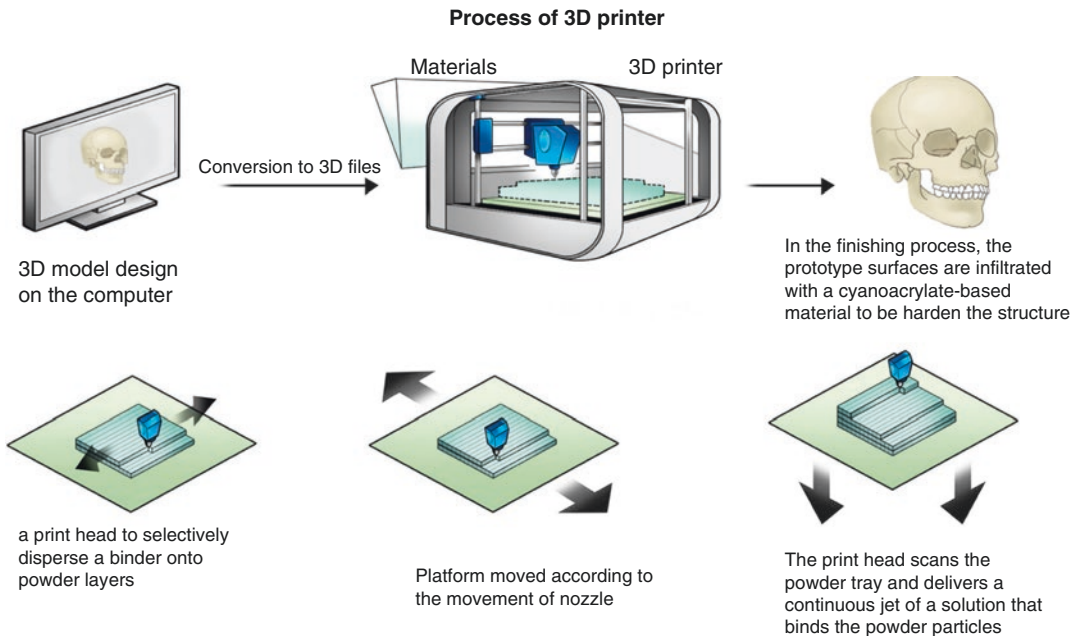 Process of 3D printer
Materials
3D printer
Conversion to 3D files
3D model design
on the computer
In the finishing process, the
prototype surfaces are infiltrated
with a cyanoacrylate-based
material to be harden the structure
a print head to selectively
disperse a binder onto
powder layers
Platform moved according to
the movement of nozzle
The print head scans the
powder tray and delivers a
continuous jet of a solution that
binds the powder particles